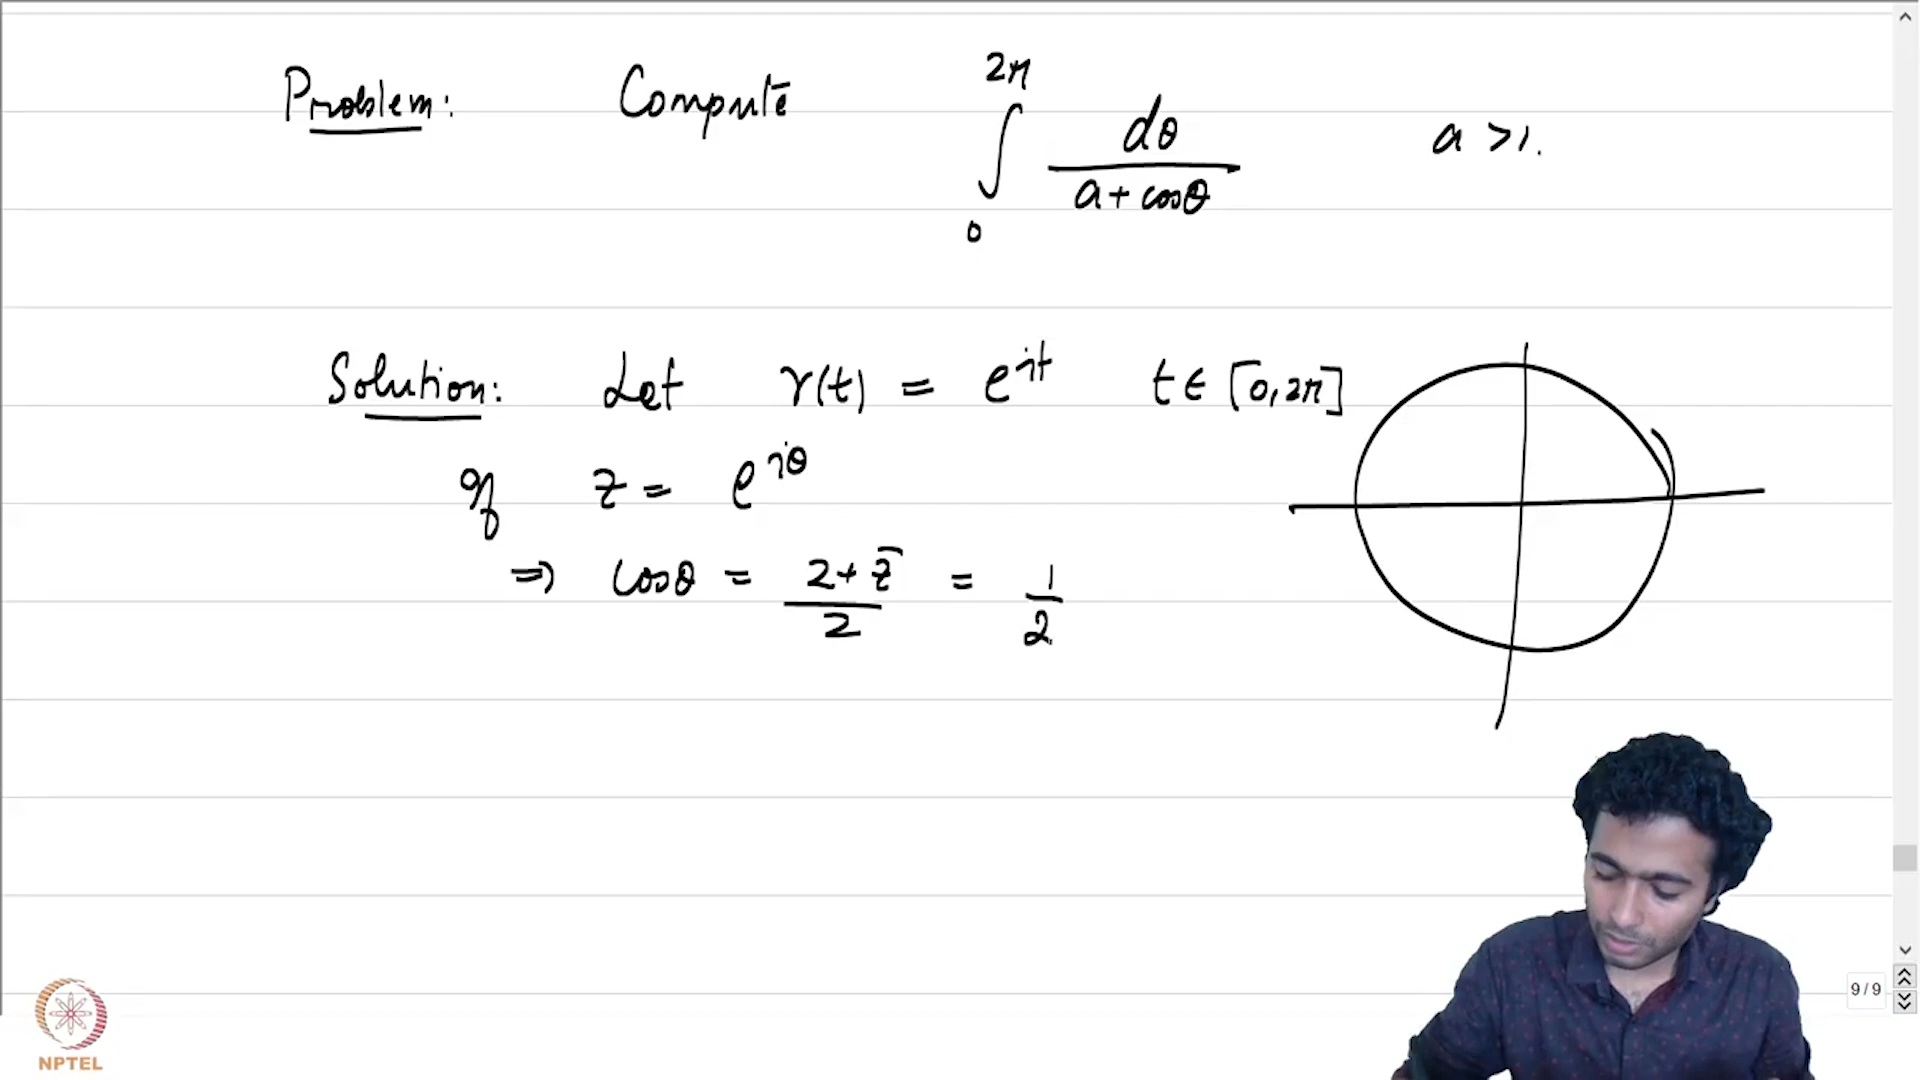 Problem: Compute ∫₀^{2π} dθ / (a + cosθ) a > 1.
Solution: Let γ(t) = e^{it} t ∈ [0, 2π]
If z = e^{iθ}
⇒ cosθ = (z + z̄) / 2 = 1/2
9 / 9
NPTEL